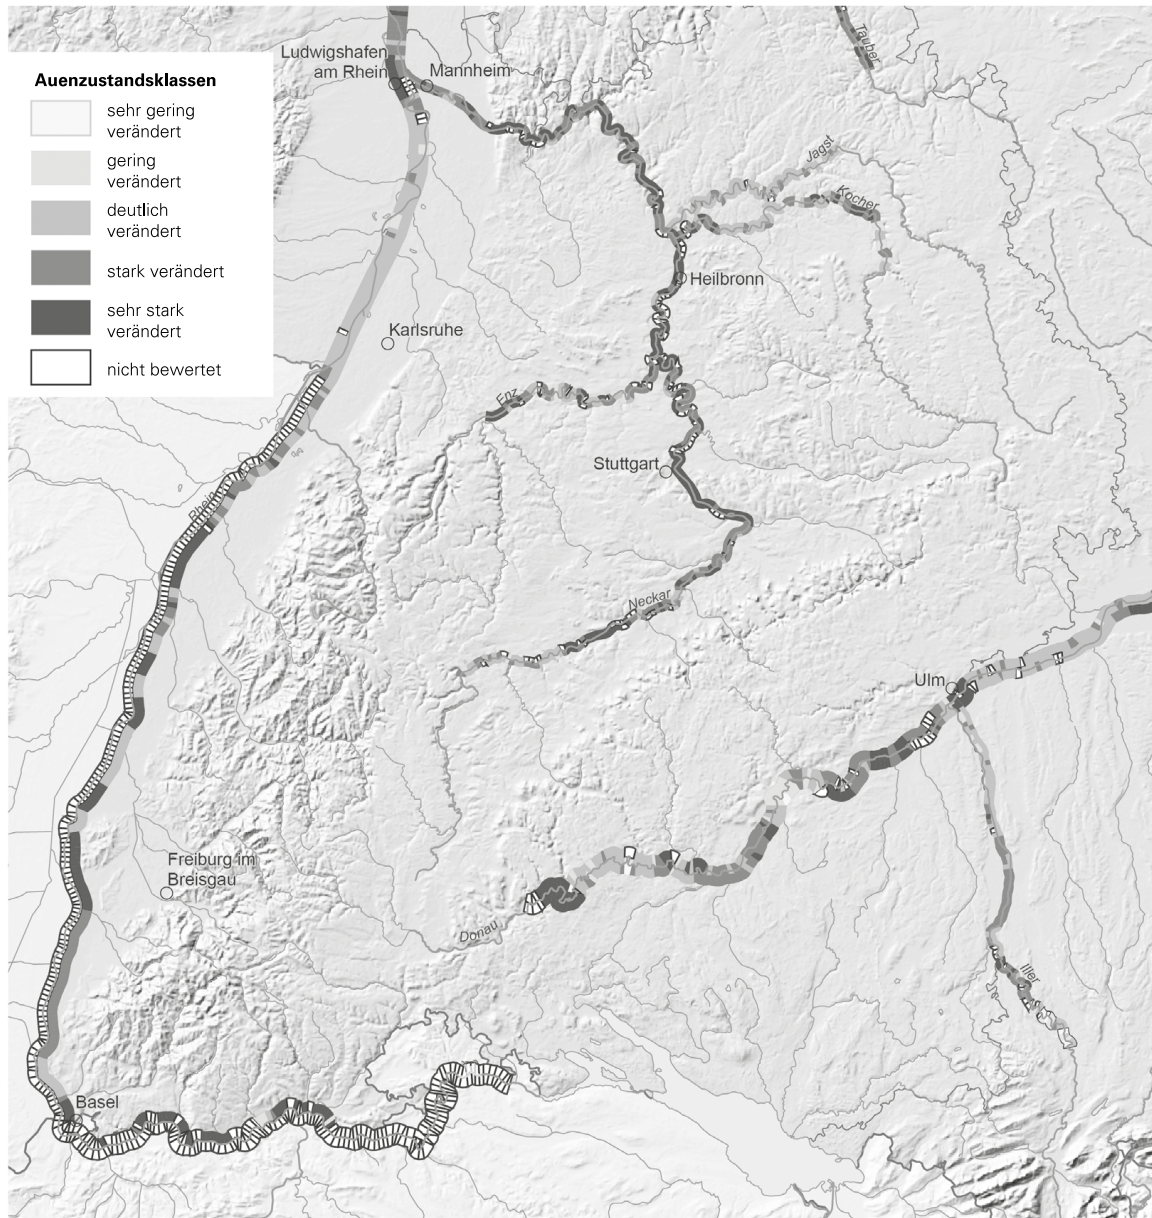 Auenzustandsklassen
sehr gering
verändert
gering
verändert
deutlich
verändert
stark verändert
sehr stark
verändert
nicht bewertet
Ludwigshafen
am Rhein
Mannheim
Tauber
Jagst
Kocher
Heilbronn
Karlsruhe
Enz
Stuttgart
Rhein
Neckar
Ulm
Freiburg im
Breisgau
Donau
Iller
Basel